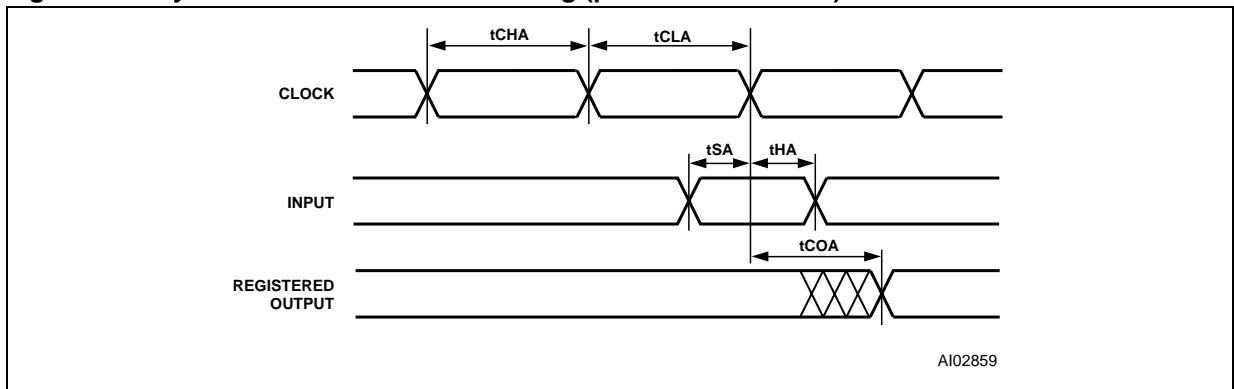 tCHA
tCLA
CLOCK
tSA
tHA
INPUT
tCOA
REGISTERED
OUTPUT
AI02859